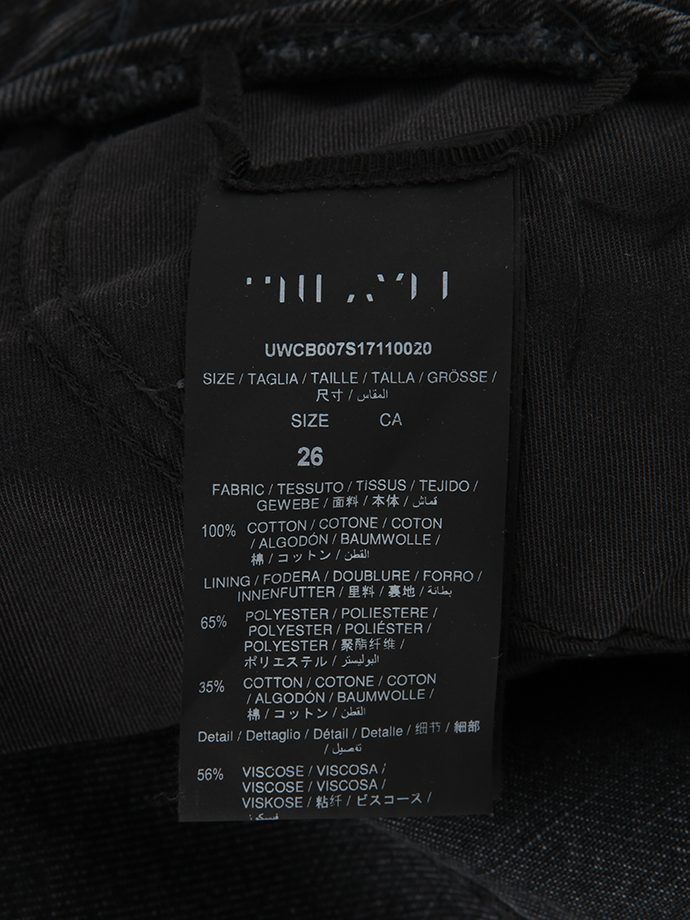 UWCB007S17110020
SIZE / TAGLIA / TAILLE / TALLA / GRÖSSE /
尺寸 / المقاس /
SIZE CA
26
FABRIC / TESSUTO / TISSUS / TEJIDO /
GEWEBE / 面料 / 本体 / قماش /
100% COTTON / COTONE / COTON
/ ALGODÓN / BAUMWOLLE /
棉 / コットン / القطن /
LINING / FODERA / DOUBLURE / FORRO /
INNENFUTTER / 里料 / 裏地 / بطانة /
65% POLYESTER / POLIESTERE /
POLYESTER / POLIÉSTER /
POLYESTER / 聚酯纤维 /
ポリエステル / البوليستر /
35% COTTON / COTONE / COTON
/ ALGODÓN / BAUMWOLLE /
棉 / コットン / القطن /
Detail / Dettaglio / Détail / Detalle / 细节 / 細部
/ تفصيل /
56% VISCOSE / VISCOSA /
VISCOSE / VISCOSA /
VISKOSE / 粘纤 / ビスコース /
فيسكوز /